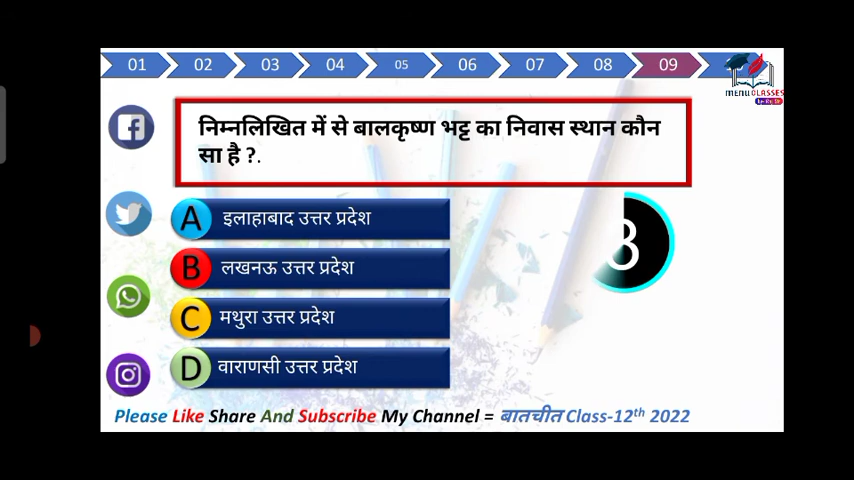 01 02 03 04 05 06 07 08 09
MENU CLASSES
निम्नलिखित में से बालकृष्ण भट्ट का निवास स्थान कौन
सा है ?.
A इलाहाबाद उत्तर प्रदेश
B लखनऊ उत्तर प्रदेश
C मथुरा उत्तर प्रदेश
D वाराणसी उत्तर प्रदेश
Please Like Share And Subscribe My Channel = बातचीत Class-12th 2022